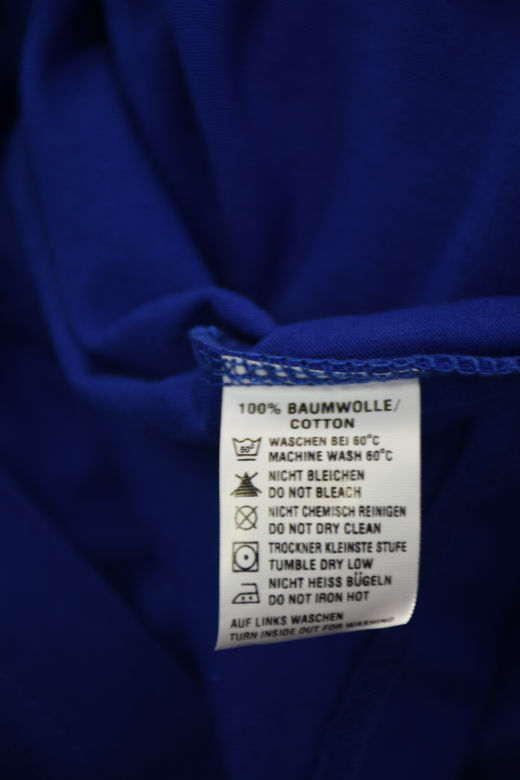 100% BAUMWOLLE/
COTTON
60°
WASCHEN BEI 60°C
MACHINE WASH 60°C
NICHT BLEICHEN
DO NOT BLEACH
NICHT CHEMISCH REINIGEN
DO NOT DRY CLEAN
TROCKNER KLEINSTE STUFE
TUMBLE DRY LOW
NICHT HEISS BÜGELN
DO NOT IRON HOT
AUF LINKS WASCHEN
TURN INSIDE OUT FOR WASHING